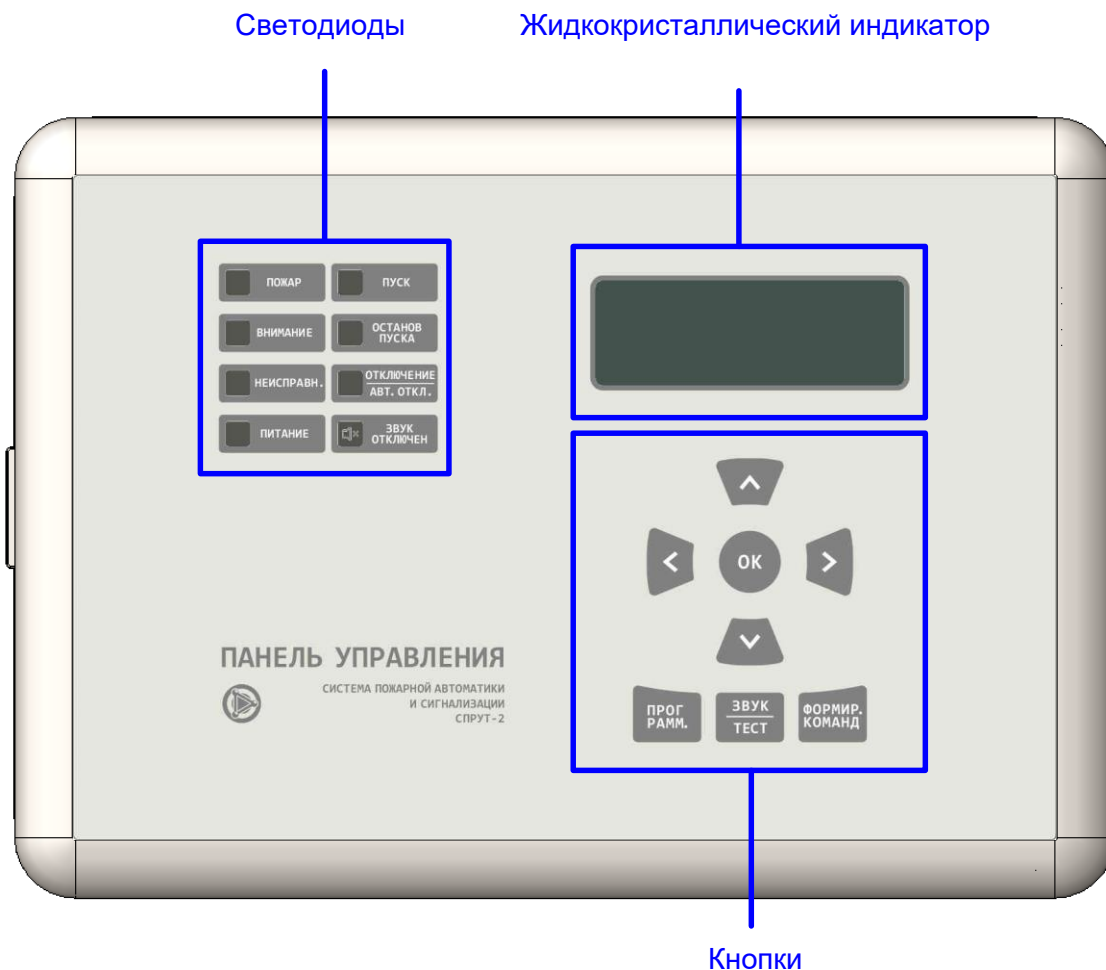 Светодиоды
Жидкокристаллический индикатор
ПОЖАР
ПУСК
ВНИМАНИЕ
ОСТАНОВ
ПУСКА
НЕИСПРАВН.
ОТКЛЮЧЕНИЕ
АВТ. ОТКЛ.
ПИТАНИЕ
ЗВУК
ОТКЛЮЧЕН
ОК
ПАНЕЛЬ УПРАВЛЕНИЯ
СИСТЕМА ПОЖАРНОЙ АВТОМАТИКИ
И СИГНАЛИЗАЦИИ
СПРУТ-2
ПРОГ
РАММ.
ЗВУК
ТЕСТ
ФОРМИР.
КОМАНД
Кнопки